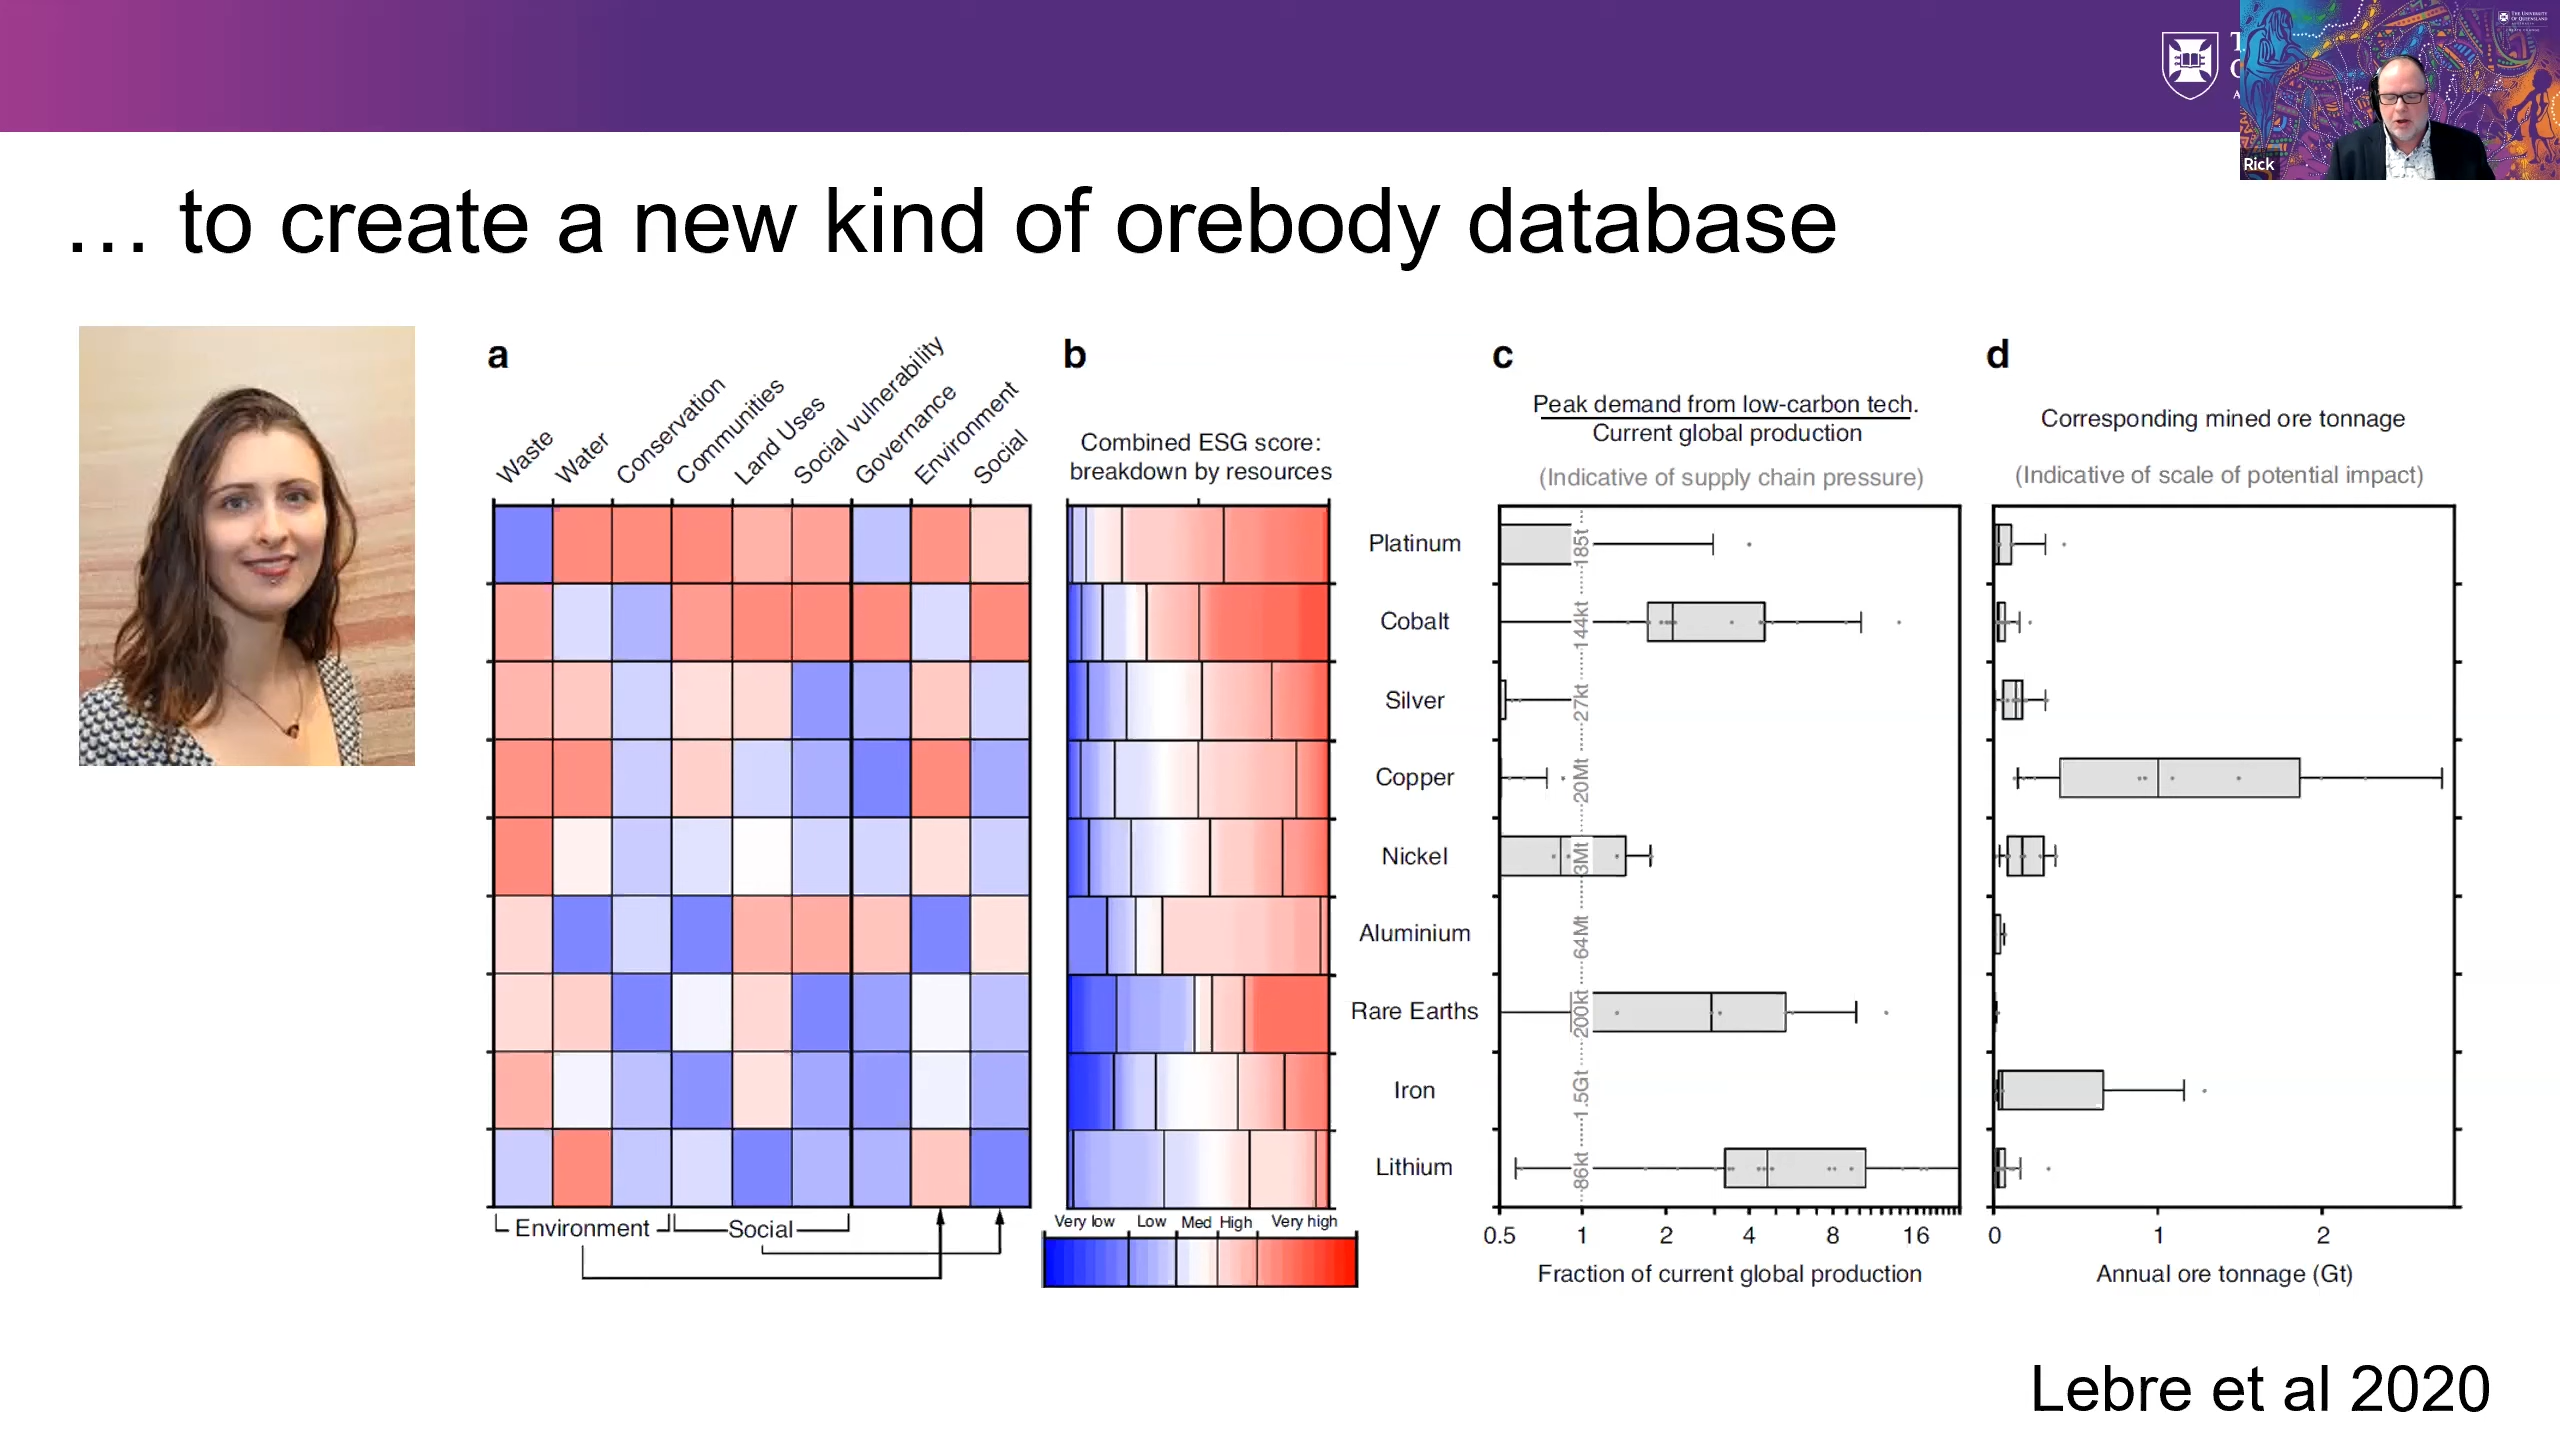 Rick
… to create a new kind of orebody database
a
Waste
Water
Conservation
Communities
Land Uses
Social vulnerability
Governance
Environment
Social
b
Combined ESG score:
breakdown by resources
c
Peak demand from low-carbon tech.
Current global production
(Indicative of supply chain pressure)
d
Corresponding mined ore tonnage
(Indicative of scale of potential impact)
Platinum
185t
Cobalt
144kt
Silver
27kt
Copper
20Mt
Nickel
3Mt
Aluminium
64Mt
Rare Earths
200kt
Iron
1.5Gt
Lithium
86kt
Environment
Social
Very low Low Med High Very high
0.5 1 2 4 8 16
Fraction of current global production
0 1 2
Annual ore tonnage (Gt)
Lebre et al 2020